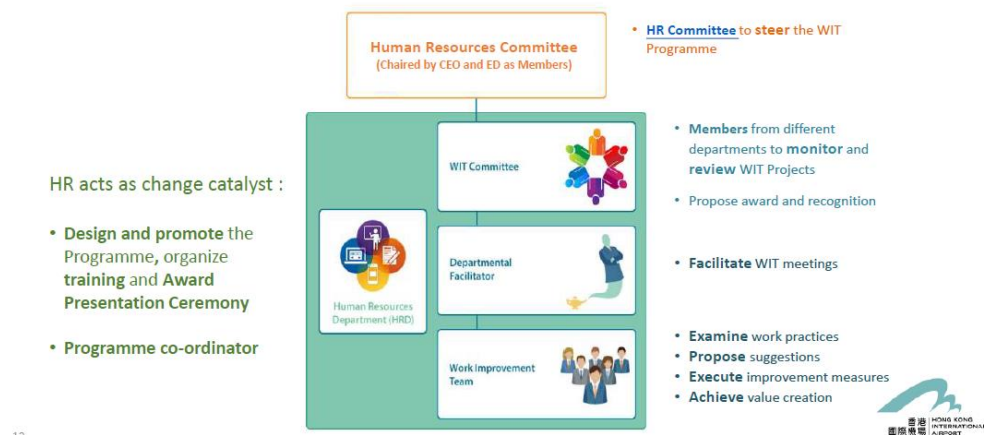 Human Resources Committee
(Chaired by CEO and ED as Members)
• HR Committee to steer the WIT
Programme
HR acts as change catalyst :
• Design and promote the
Programme, organize
training and Award
Presentation Ceremony
• Programme co-ordinator
Human Resources
Department (HRD)
WIT Committee
• Members from different
departments to monitor and
review WIT Projects
• Propose award and recognition
Departmental
Facilitator
• Facilitate WIT meetings
Work Improvement
Team
• Examine work practices
• Propose suggestions
• Execute improvement measures
• Achieve value creation
香港
國際機場
HONG KONG
INTERNATIONAL
AIRPORT